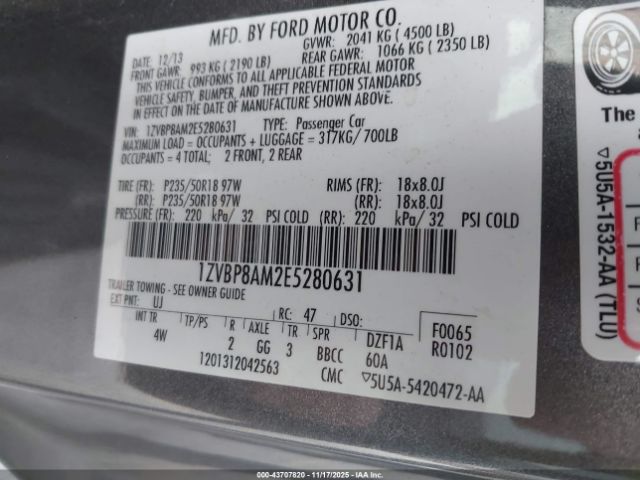 MFD. BY FORD MOTOR CO.
DATE: 12/13 GVWR: 2041 KG ( 4500 LB)
FRONT GAWR: 993 KG ( 2190 LB) REAR GAWR: 1066 KG ( 2350 LB)
THIS VEHICLE CONFORMS TO ALL APPLICABLE FEDERAL MOTOR
VEHICLE SAFETY, BUMPER, AND THEFT PREVENTION STANDARDS
IN EFFECT ON THE DATE OF MANUFACTURE SHOWN ABOVE.
VIN: 1ZVBP8AM2E5280631 TYPE: Passenger Car
MAXIMUM LOAD = OCCUPANTS + LUGGAGE = 317KG/ 700LB
OCCUPANTS = 4 TOTAL; 2 FRONT, 2 REAR
TIRE (FR): P235/50R18 97W RIMS (FR): 18x8.0J
(RR): P235/50R18 97W (RR): 18x8.0J
PRESSURE (FR): 220 kPa/ 32 PSI COLD (RR): 220 kPa/ 32 PSI COLD
1ZVBP8AM2E5280631
TRAILER TOWING - SEE OWNER GUIDE
EXT PNT: UJ RC: 47 DSO: F0065
INT TR TP/PS R AXLE TR SPR DZF1A R0102
4W 2 GG 3 BBCC 60A
1201312042563 CMC ▽5U5A-5420472-AA
The
▽5U5A-1532-AA (TLU)
000-43707820 - 11/17/2025 - IAA Inc.